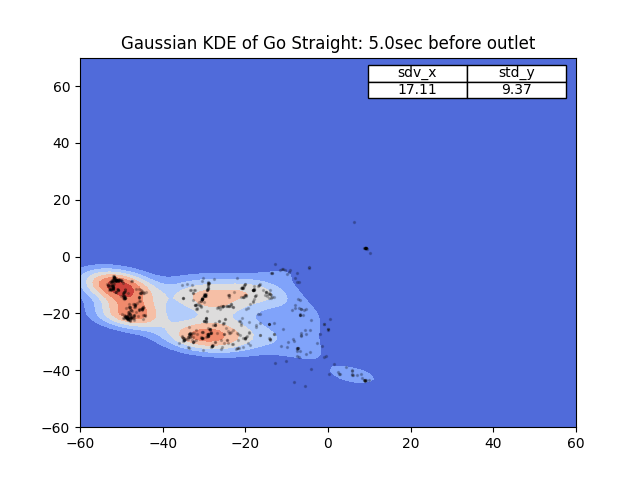 Gaussian KDE of Go Straight: 5.0sec before outlet
sdv_x std_y
17.11 9.37
60
40
20
0
−20
−40
−60
−60 −40 −20 0 20 40 60